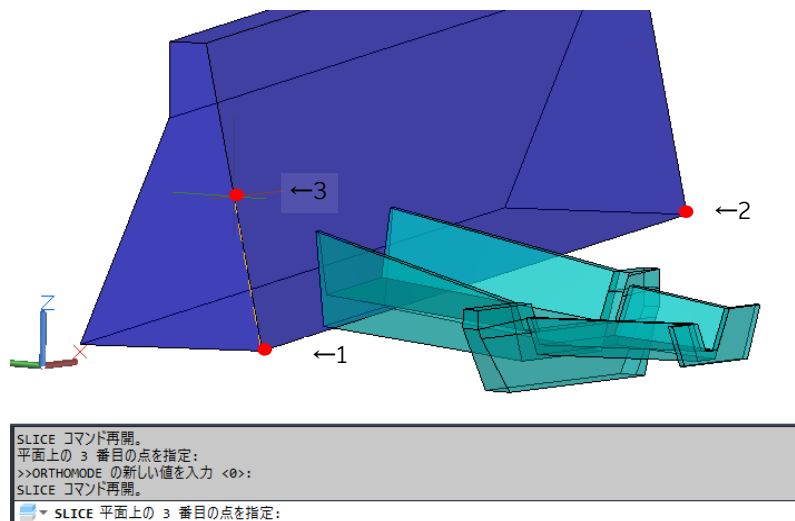 ←3
←2
Z
X
←1
SLICE コマンド再開。
平面上の 3 番目の点を指定:
>>ORTHOMODE の新しい値を入力 <0>:
SLICE コマンド再開。
SLICE 平面上の 3 番目の点を指定: